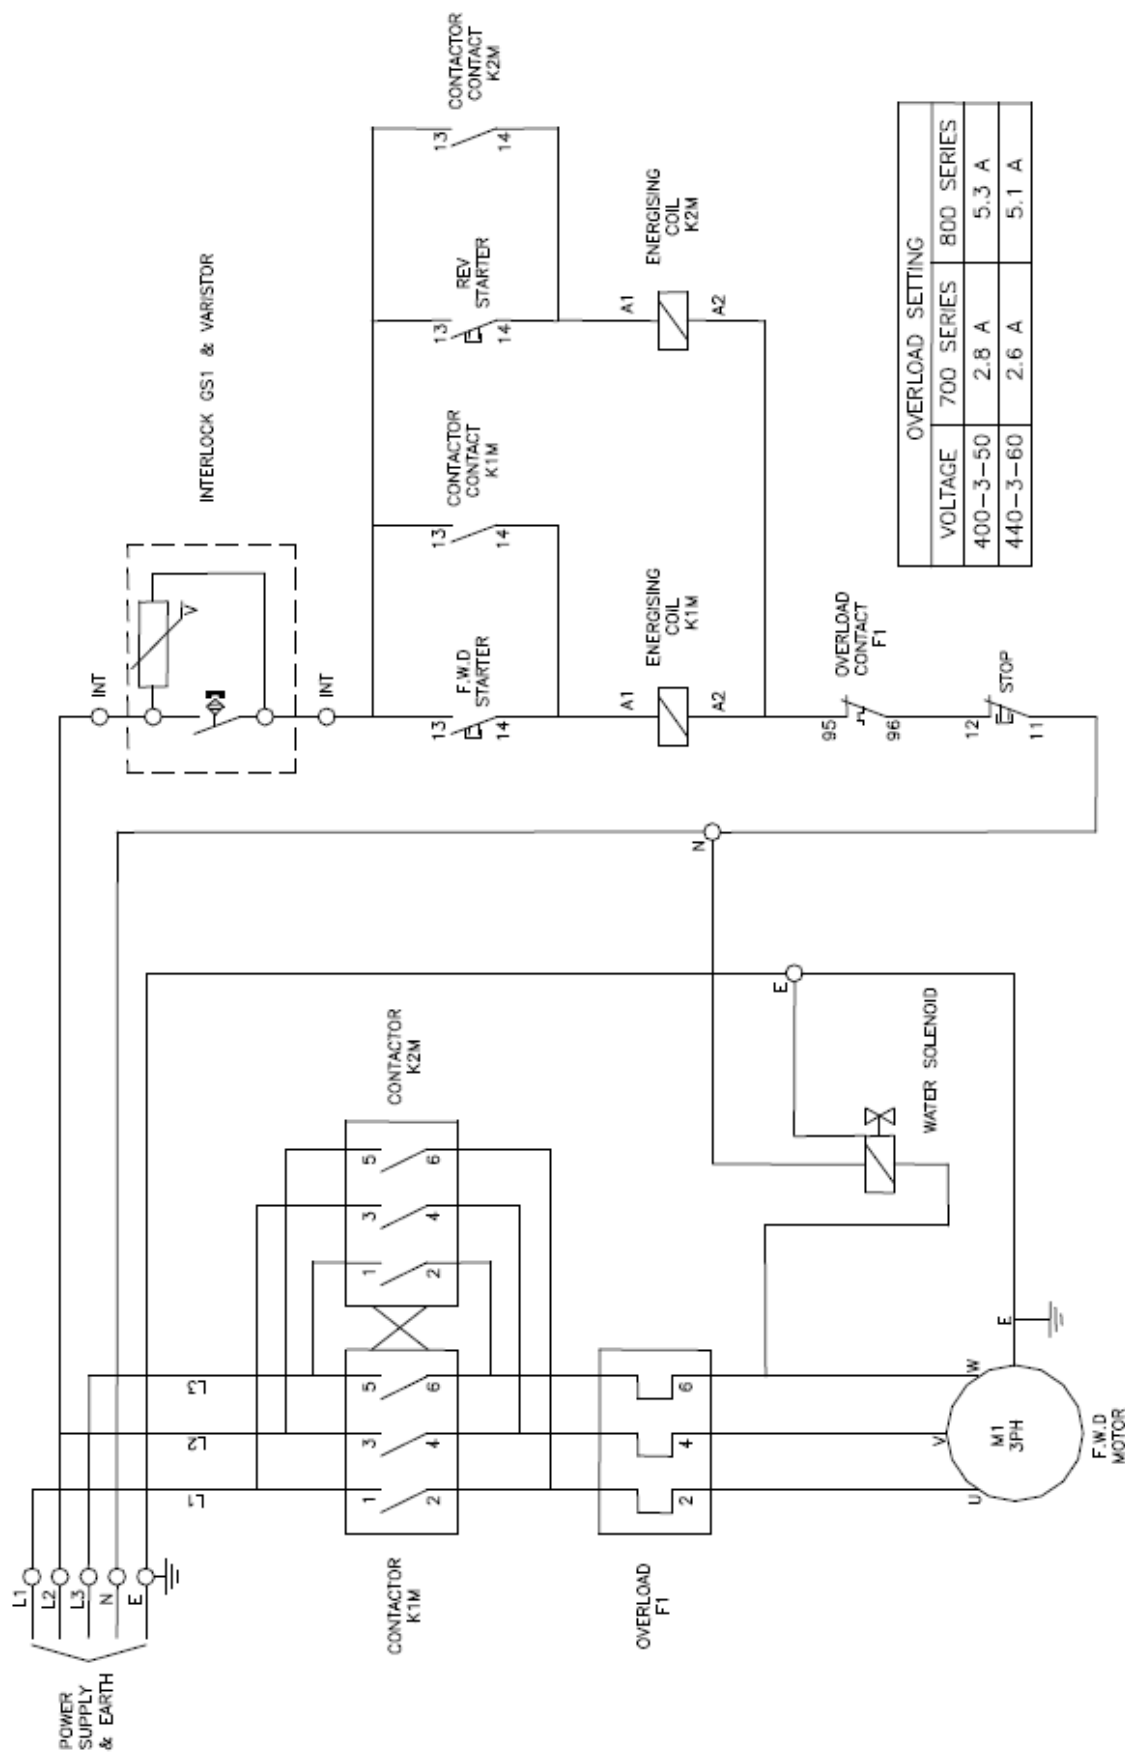 POWER
SUPPLY
& EARTH
L1
L2
L3
N
E
L1
L2
L3
CONTACTOR
K1M
1
3
5
2
4
6
CONTACTOR
K2M
1
3
5
2
4
6
OVERLOAD
F1
2
4
6
U
V
W
M1
3PH
F.W.D
MOTOR
E
WATER SOLENOID
E
N
INT
INTERLOCK GS1 & VARISTOR
V
INT
13
14
F.W.D
STARTER
13
14
CONTACTOR
CONTACT
K1M
13
14
REV
STARTER
13
14
CONTACTOR
CONTACT
K2M
A1
A2
ENERGISING
COIL
K1M
A1
A2
ENERGISING
COIL
K2M
95
96
OVERLOAD
CONTACT
F1
12
11
STOP
OVERLOAD SETTING
VOLTAGE 700 SERIES 800 SERIES
400-3-50 2.8 A 5.3 A
440-3-60 2.6 A 5.1 A